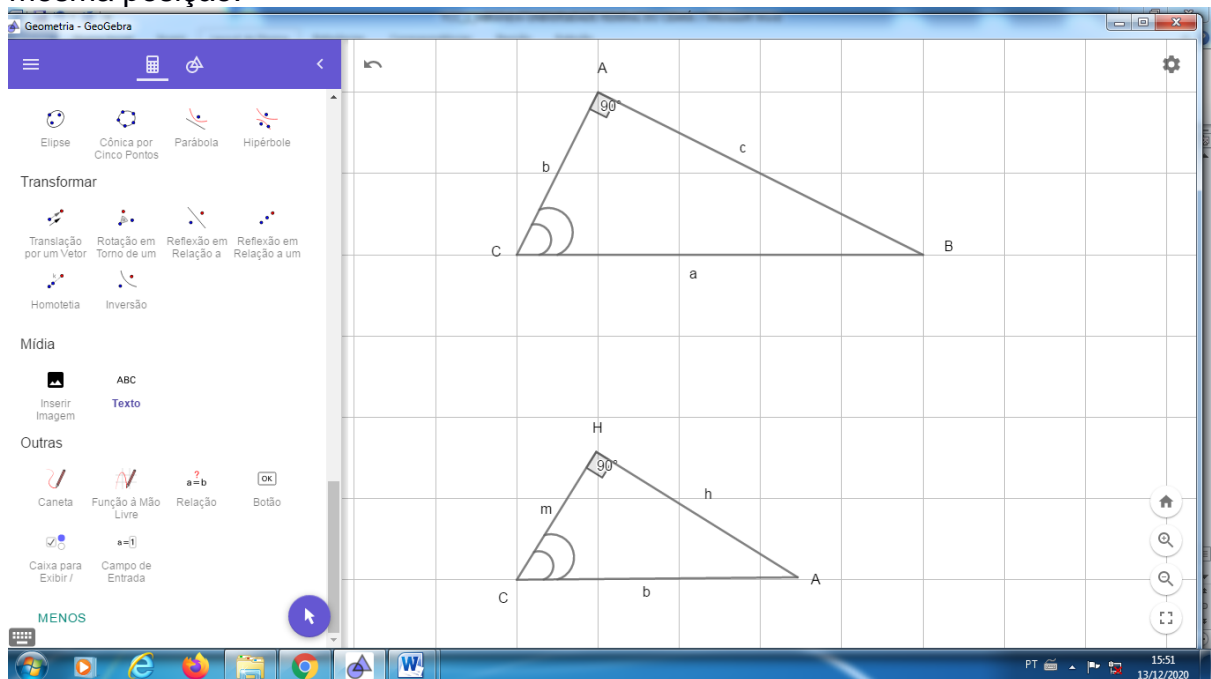 mesma posição.
Geometria - GeoGebra
Elipse
Cônica por
Cinco Pontos
Parábola
Hipérbole
Transformar
Translação
por um Vetor
Rotação em
Torno de um
Reflexão em
Relação a
Reflexão em
Relação a um
Homotetia
Inversão
Mídia
Inserir
Imagem
ABC
Texto
Outras
Caneta
Função à Mão
Livre
?
a=b
Relação
OK
Botão
Caixa para
Exibir /
a=1
Campo de
Entrada
MENOS
A
90°
c
b
C
B
a
H
90°
h
m
C
b
A
PT
15:51
13/12/2020